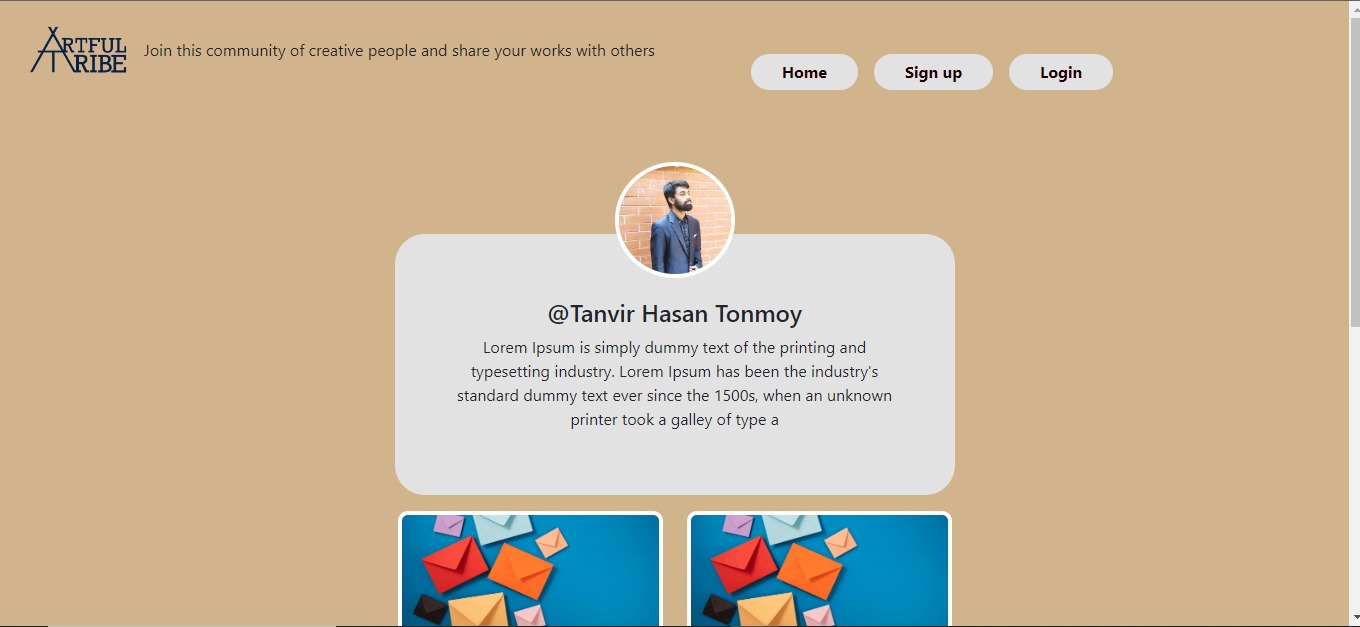 ARTFUL
TRIBE
Join this community of creative people and share your works with others
Home
Sign up
Login
@Tanvir Hasan Tonmoy
Lorem Ipsum is simply dummy text of the printing and
typesetting industry. Lorem Ipsum has been the industry's
standard dummy text ever since the 1500s, when an unknown
printer took a galley of type a